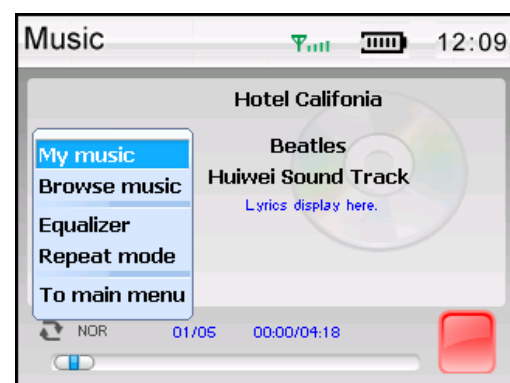 Music
12:09
Hotel Califonia
Beatles
Huiwei Sound Track
Lyrics display here.
My music
Browse music
Equalizer
Repeat mode
To main menu
NOR 01/05 00:00/04:18